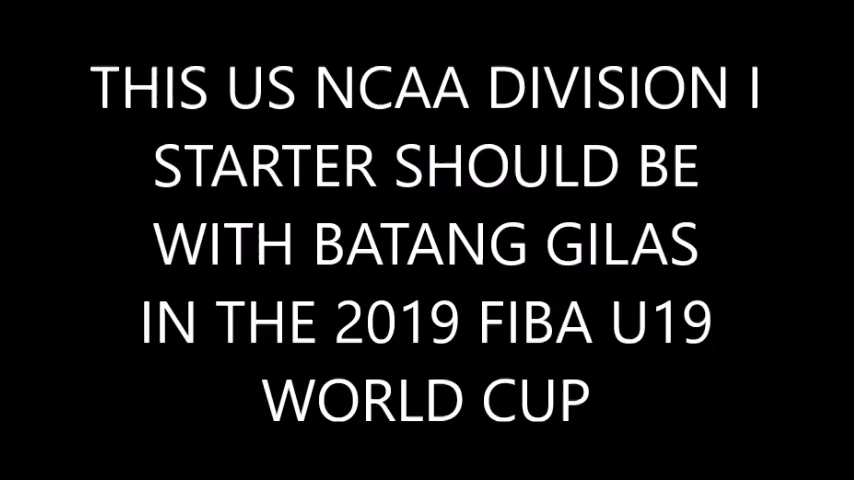 THIS US NCAA DIVISION I
STARTER SHOULD BE
WITH BATANG GILAS
IN THE 2019 FIBA U19
WORLD CUP